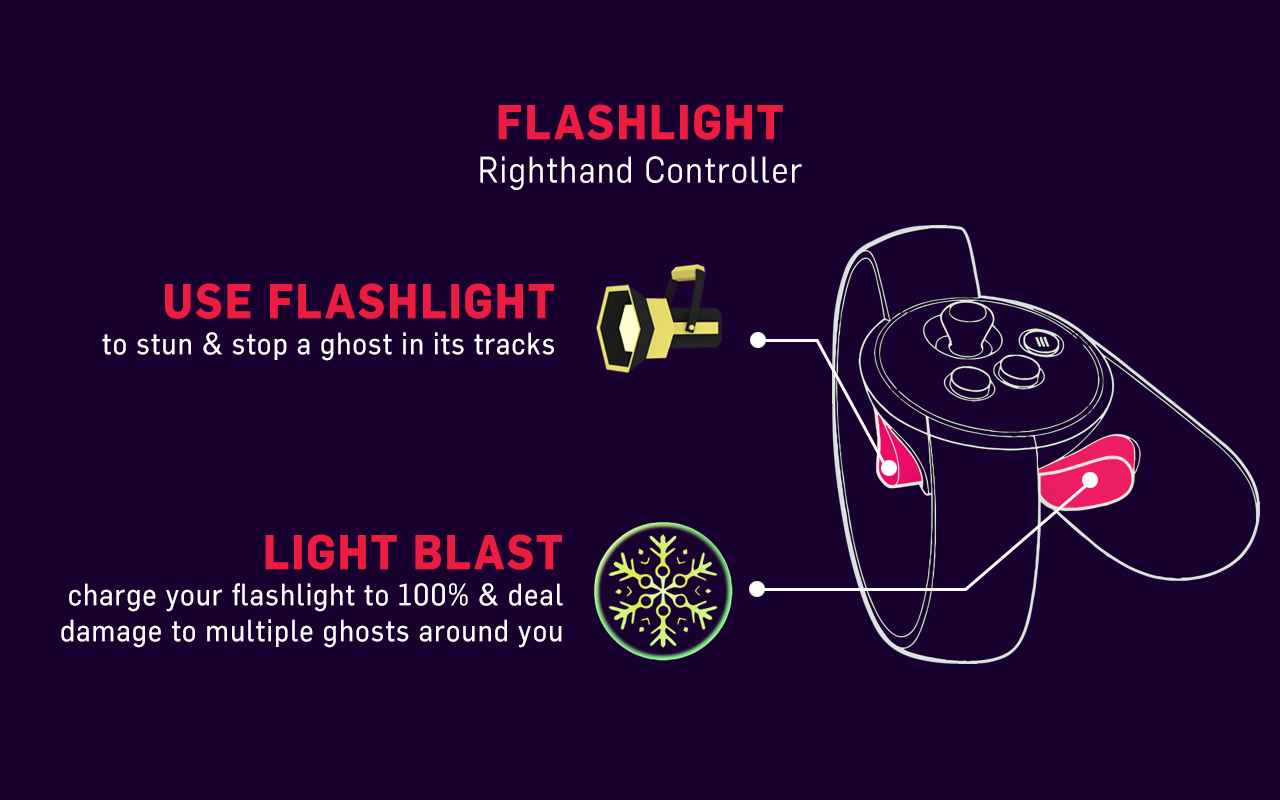 FLASHLIGHT
Righthand Controller
USE FLASHLIGHT
to stun & stop a ghost in its tracks
LIGHT BLAST
charge your flashlight to 100% & deal
damage to multiple ghosts around you